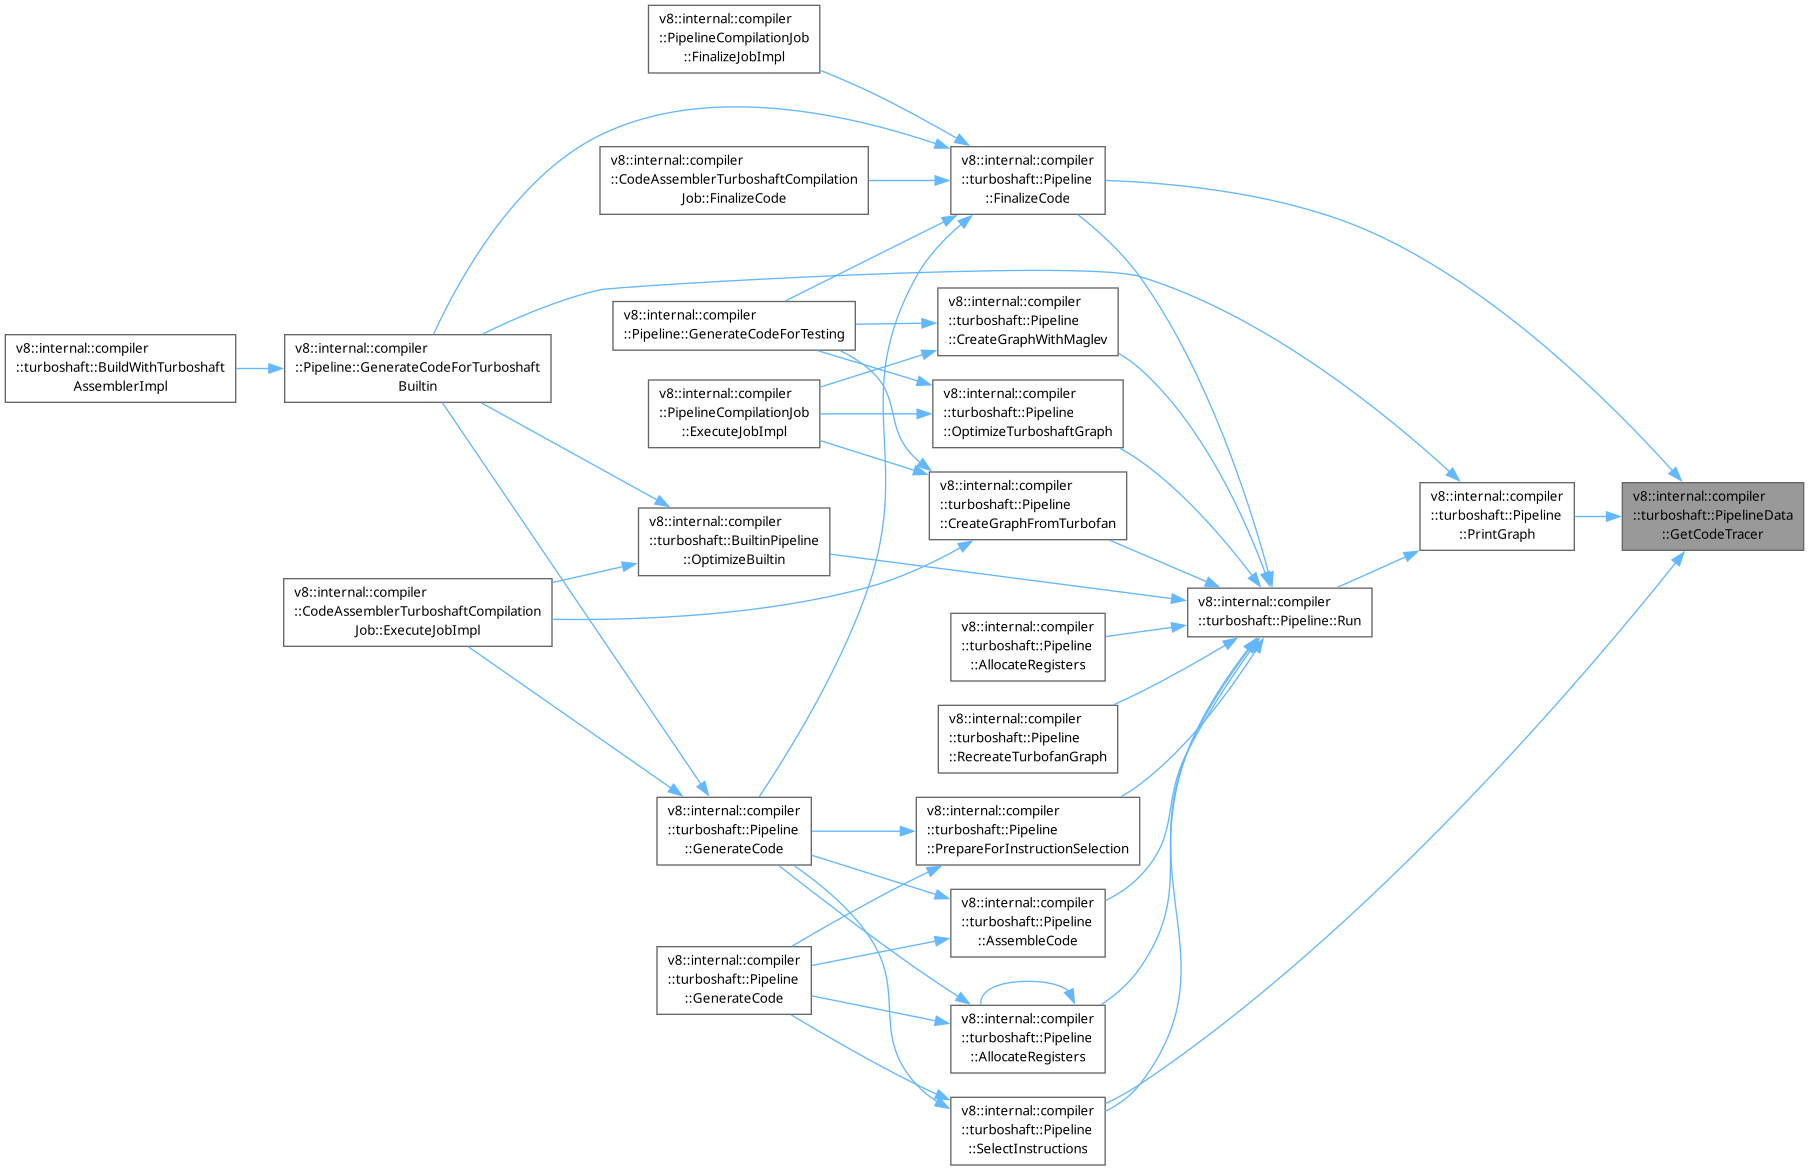 v8::internal::compiler
::PipelineCompilationJob
::FinalizeJobImpl
v8::internal::compiler
::CodeAssemblerTurboshaftCompilation
Job::FinalizeCode
v8::internal::compiler
::turboshaft::Pipeline
::FinalizeCode
v8::internal::compiler
::Pipeline::GenerateCodeForTesting
v8::internal::compiler
::turboshaft::Pipeline
::CreateGraphWithMaglev
v8::internal::compiler
::turboshaft::BuildWithTurboshaft
AssemblerImpl
v8::internal::compiler
::Pipeline::GenerateCodeForTurboshaft
Builtin
v8::internal::compiler
::PipelineCompilationJob
::ExecuteJobImpl
v8::internal::compiler
::turboshaft::Pipeline
::OptimizeTurboshaftGraph
v8::internal::compiler
::turboshaft::Pipeline
::CreateGraphFromTurbofan
v8::internal::compiler
::turboshaft::Pipeline
::PrintGraph
v8::internal::compiler
::turboshaft::PipelineData
::GetCodeTracer
v8::internal::compiler
::turboshaft::BuiltinPipeline
::OptimizeBuiltin
v8::internal::compiler
::CodeAssemblerTurboshaftCompilation
Job::ExecuteJobImpl
v8::internal::compiler
::turboshaft::Pipeline::Run
v8::internal::compiler
::turboshaft::Pipeline
::AllocateRegisters
v8::internal::compiler
::turboshaft::Pipeline
::RecreateTurbofanGraph
v8::internal::compiler
::turboshaft::Pipeline
::GenerateCode
v8::internal::compiler
::turboshaft::Pipeline
::PrepareForInstructionSelection
v8::internal::compiler
::turboshaft::Pipeline
::AssembleCode
v8::internal::compiler
::turboshaft::Pipeline
::GenerateCode
v8::internal::compiler
::turboshaft::Pipeline
::AllocateRegisters
v8::internal::compiler
::turboshaft::Pipeline
::SelectInstructions